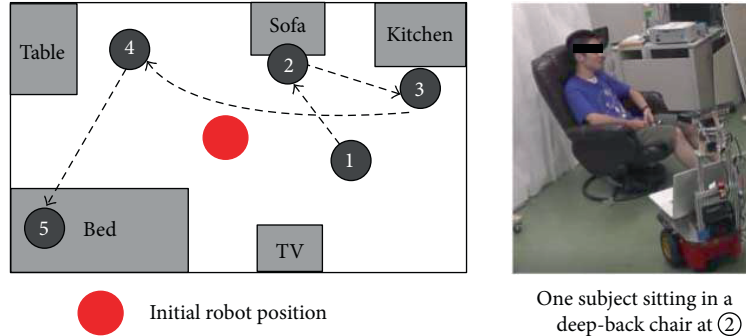 Table
4
Sofa
Kitchen
2
3
1
5
Bed
TV
Initial robot position
One subject sitting in a
deep-back chair at ②